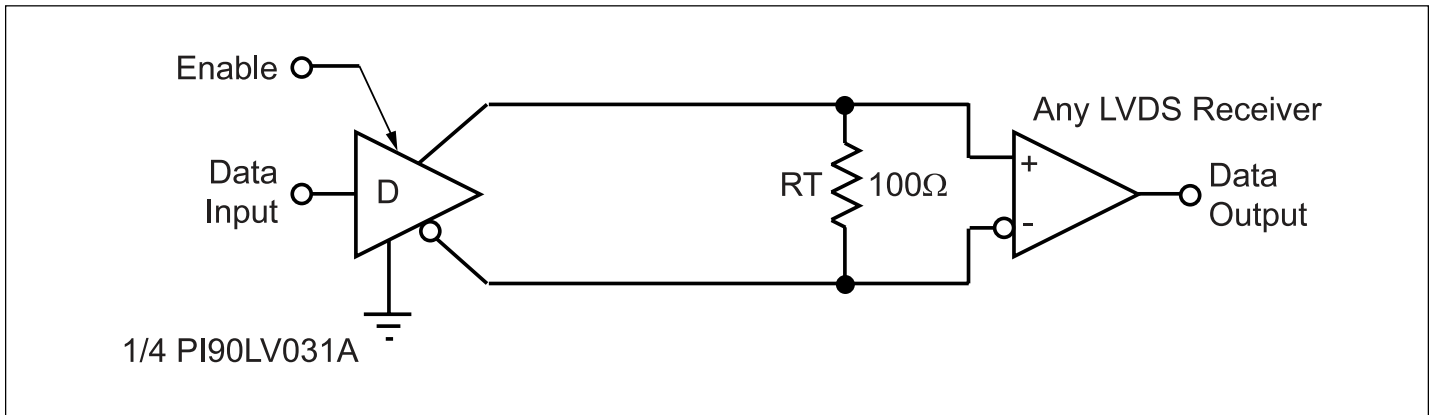 Enable
Data
Input
D
1/4 PI90LV031A
RT
100Ω
Any LVDS Receiver
+
-
Data
Output